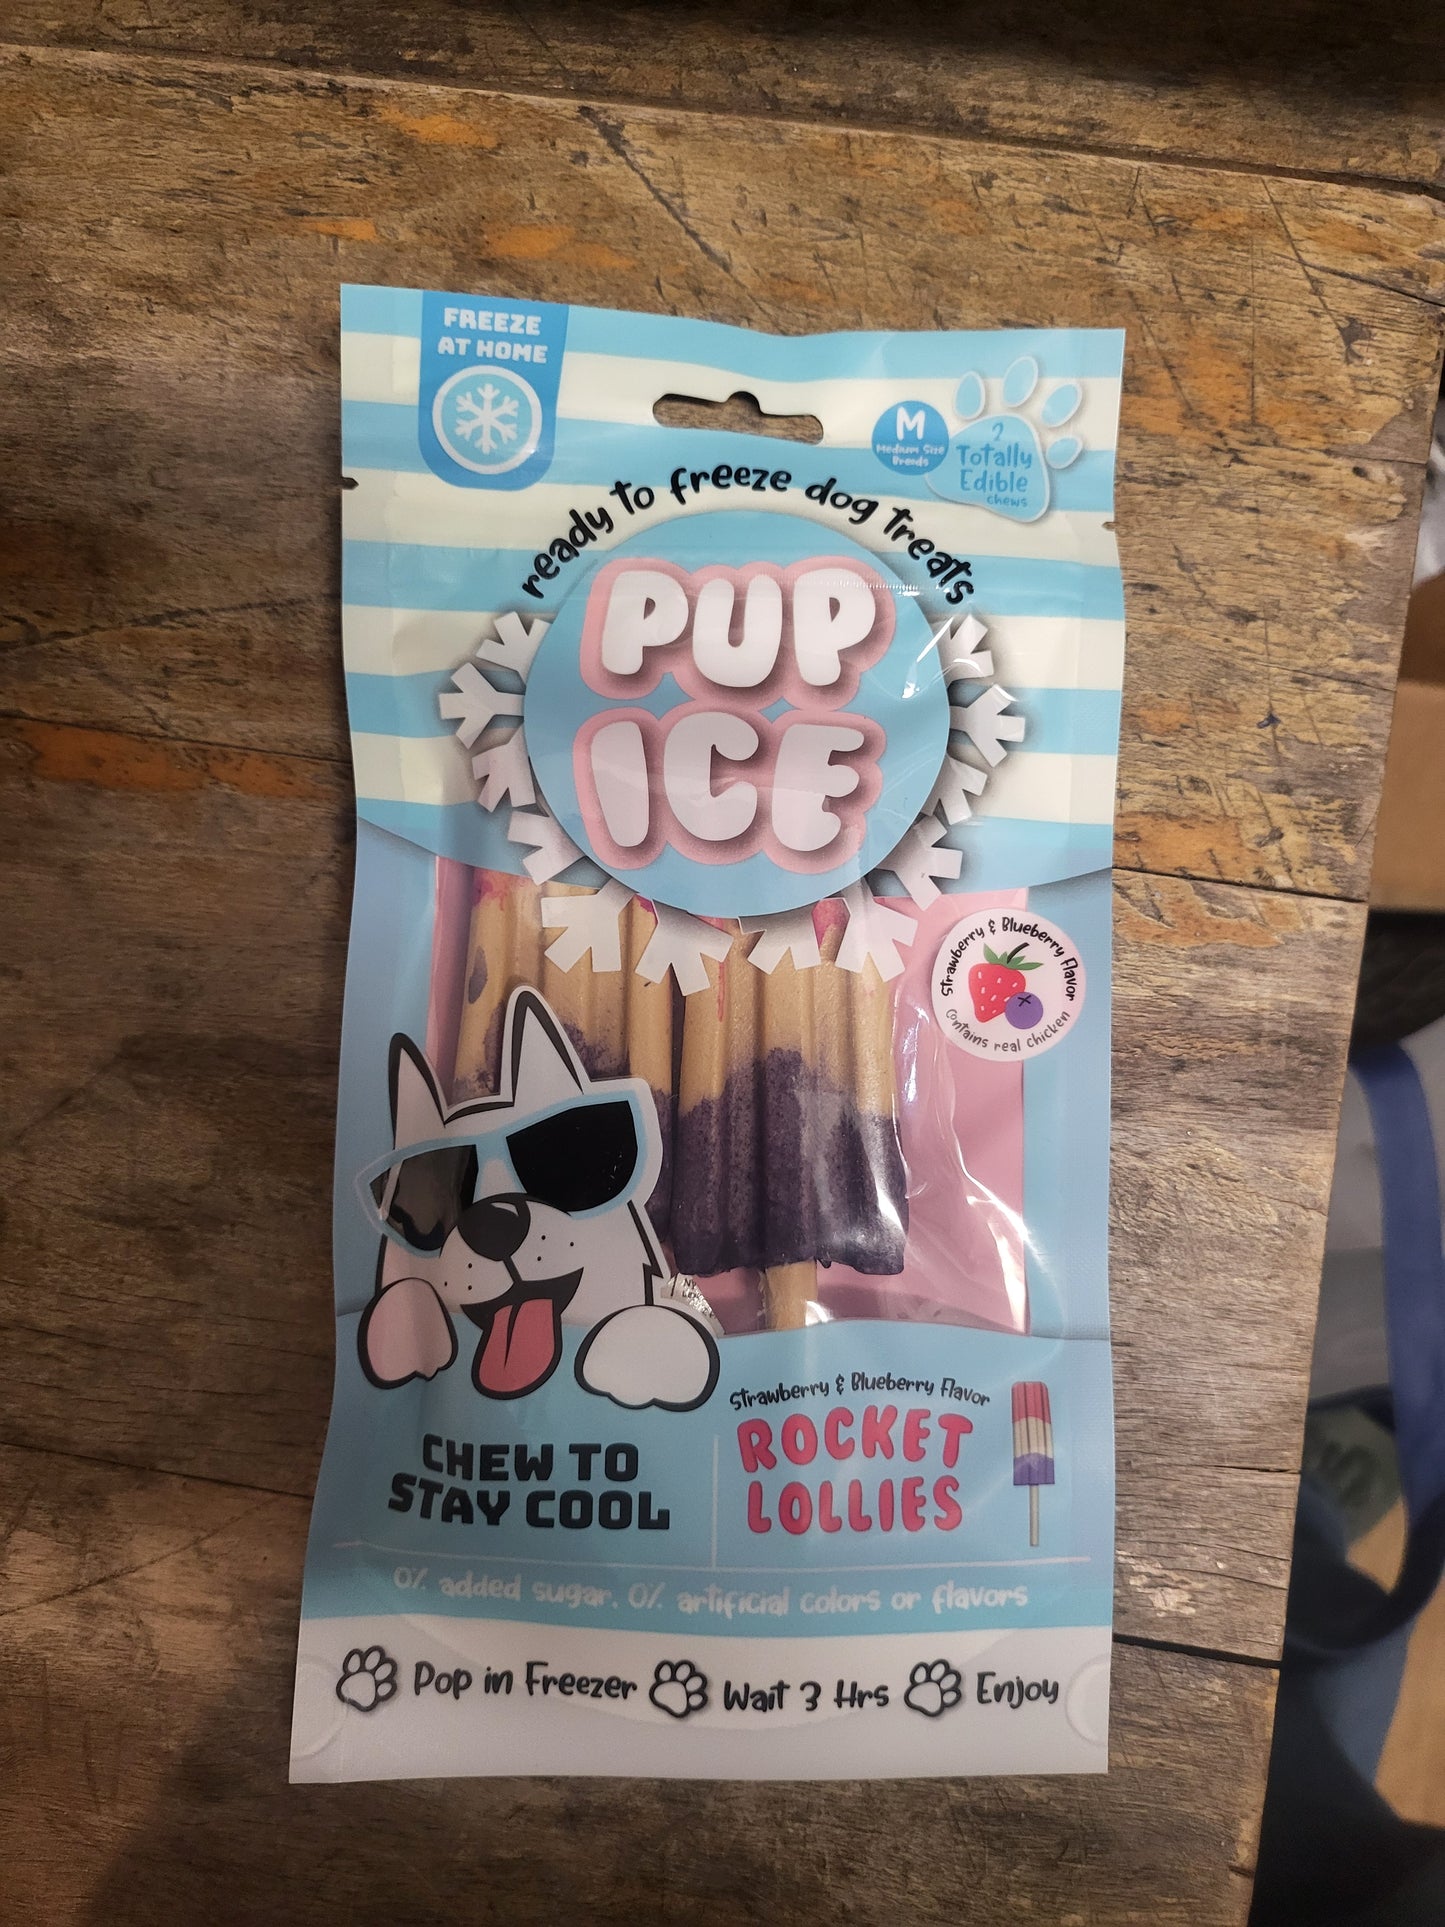 FREEZE
AT HOME
M
Medium Size
Breeds
2
Totally
Edible
chews
ready to freeze dog treats
PUP
ICE
Strawberry & Blueberry Flavor
contains real chicken
Strawberry & Blueberry Flavor
ROCKET
LOLLIES
CHEW TO
STAY COOL
0% added sugar, 0% artificial colors or flavors
Pop in Freezer Wait 3 Hrs Enjoy